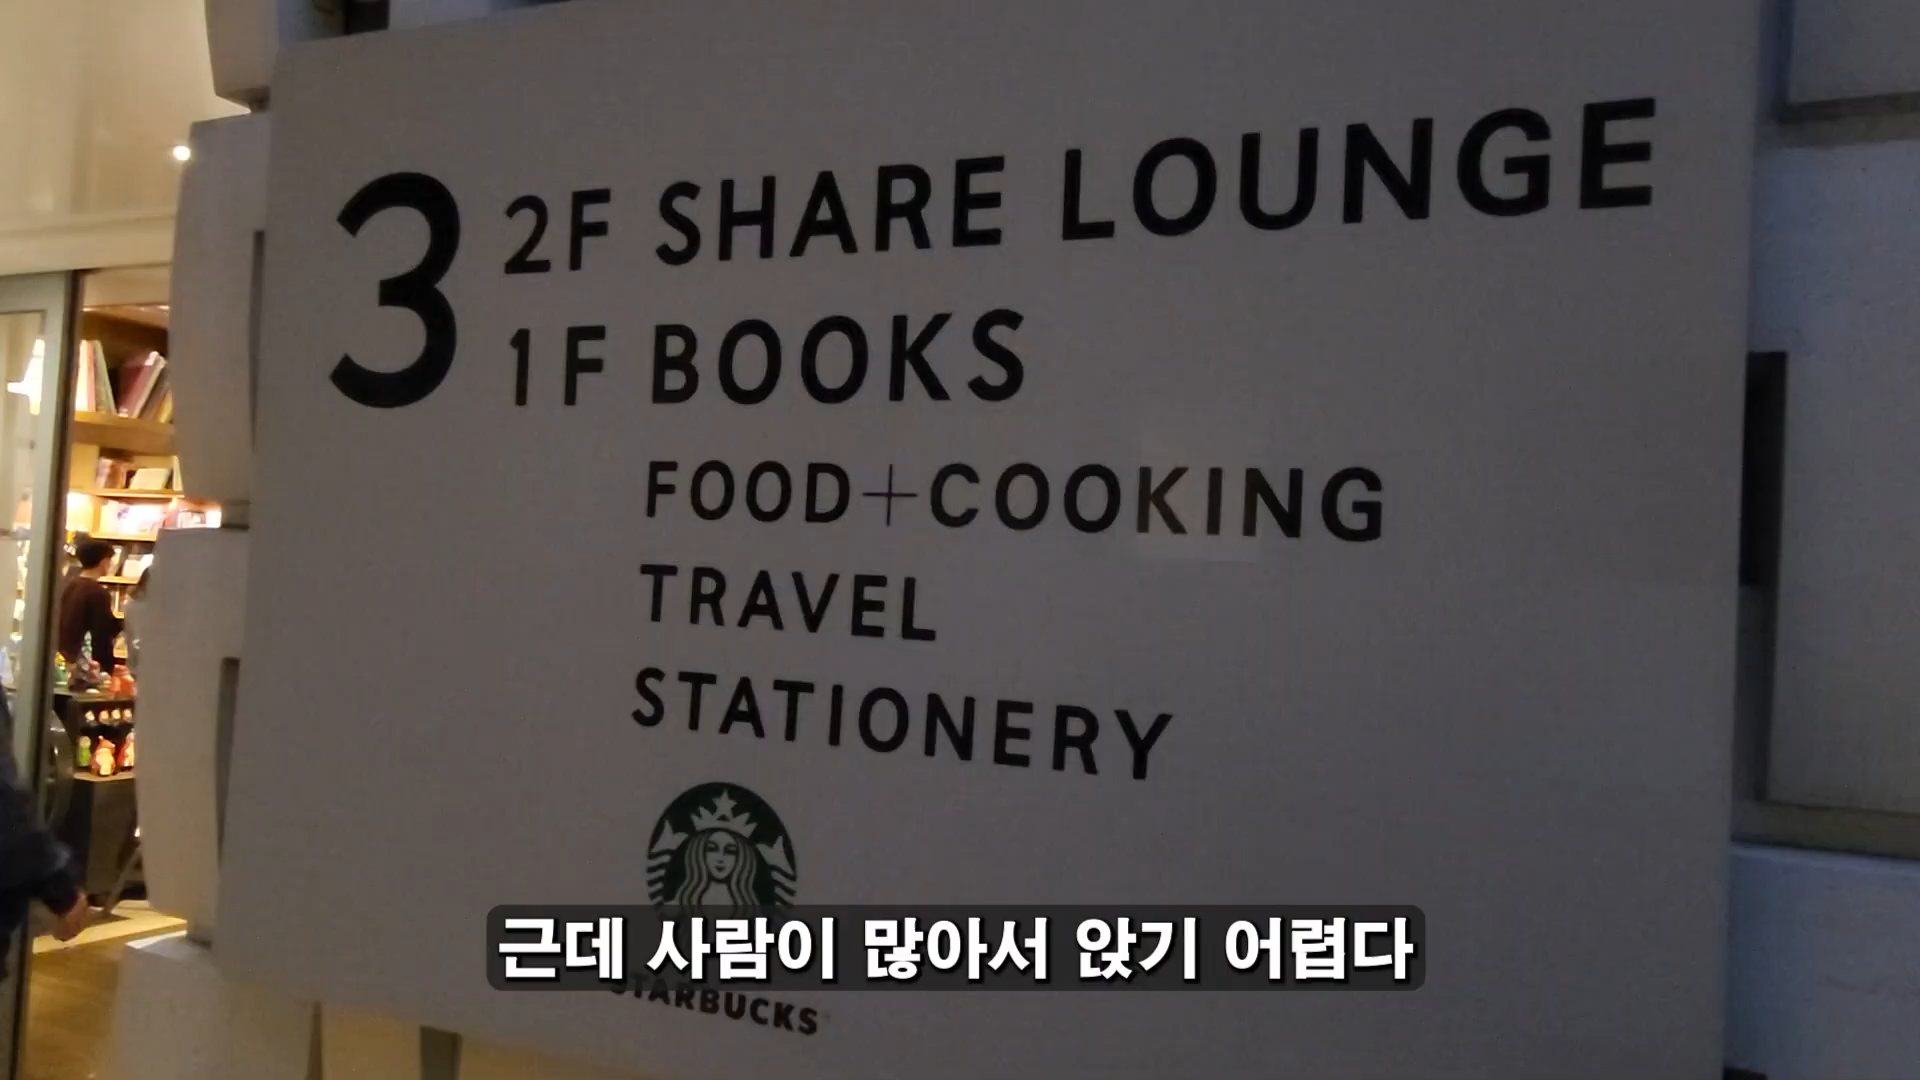 3
2F SHARE LOUNGE
1F BOOKS
FOOD+COOKING
TRAVEL
STATIONERY
근데 사람이 많아서 앉기 어렵다
STARBUCKS